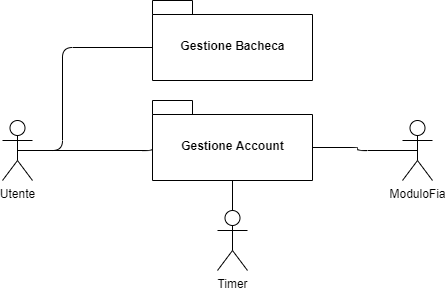 Gestione Bacheca
Gestione Account
Utente
ModuloFia
Timer